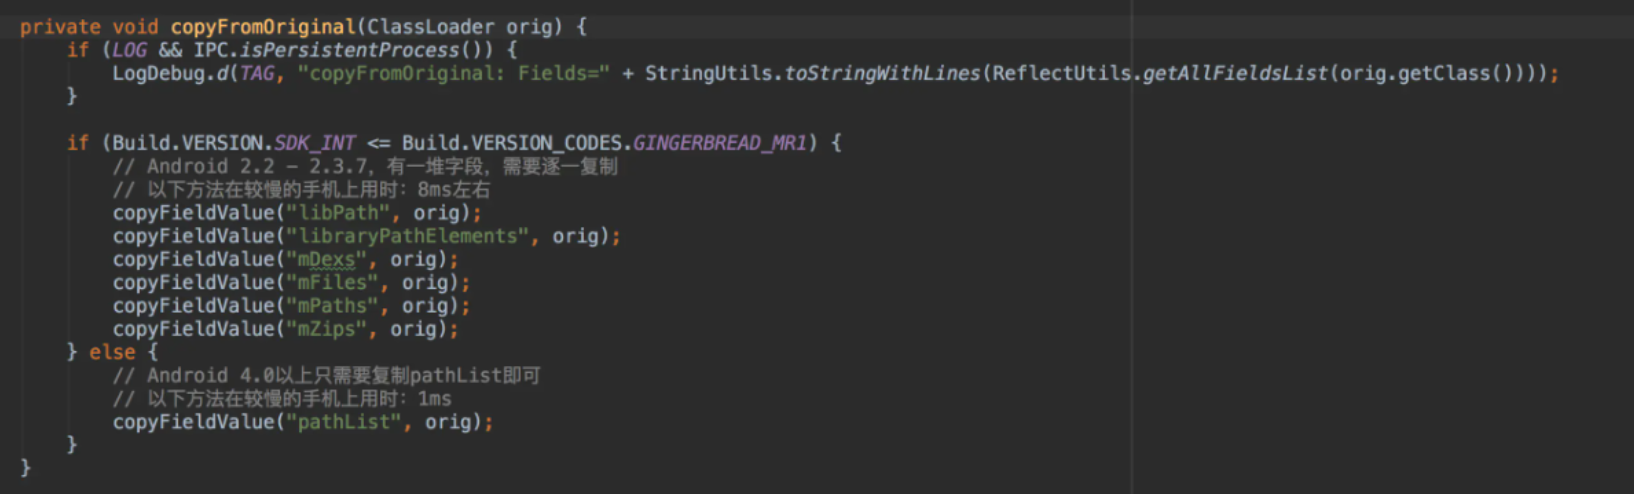 private void copyFromOriginal(ClassLoader orig) {
if (LOG && IPC.isPersistentProcess()) {
LogDebug.d(TAG, "copyFromOriginal: Fields=" + StringUtils.toStringWithLines(ReflectUtils.getAllFieldsList(orig.getClass())));
}
if (Build.VERSION.SDK_INT <= Build.VERSION_CODES.GINGERBREAD_MR1) {
// Android 2.2 - 2.3.7，有一堆字段，需要逐一复制
// 以下方法在较慢的手机上用时：8ms左右
copyFieldValue("libPath", orig);
copyFieldValue("libraryPathElements", orig);
copyFieldValue("mDexs", orig);
copyFieldValue("mFiles", orig);
copyFieldValue("mPaths", orig);
copyFieldValue("mZips", orig);
} else {
// Android 4.0以上只需要复制pathList即可
// 以下方法在较慢的手机上用时：1ms
copyFieldValue("pathList", orig);
}
}